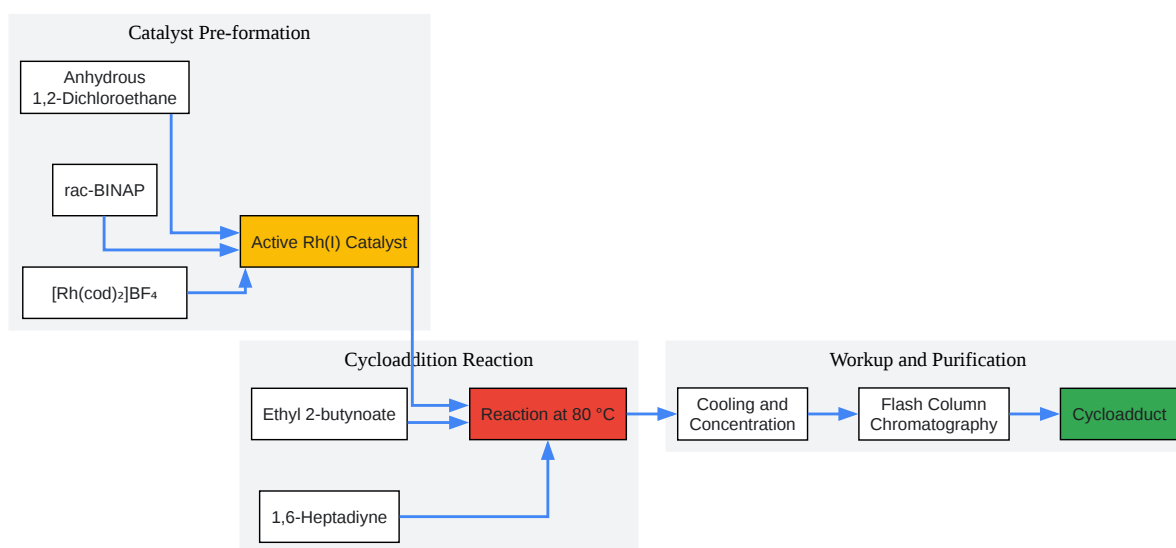 Catalyst Pre-formation
Anhydrous
1,2-Dichloroethane
rac-BINAP
Active Rh(I) Catalyst
[Rh(cod)₂]BF₄
Cycloaddition Reaction
Ethyl 2-butynoate
Reaction at 80 °C
1,6-Heptadiyne
Workup and Purification
Cooling and
Concentration
Flash Column
Chromatography
Cycloadduct